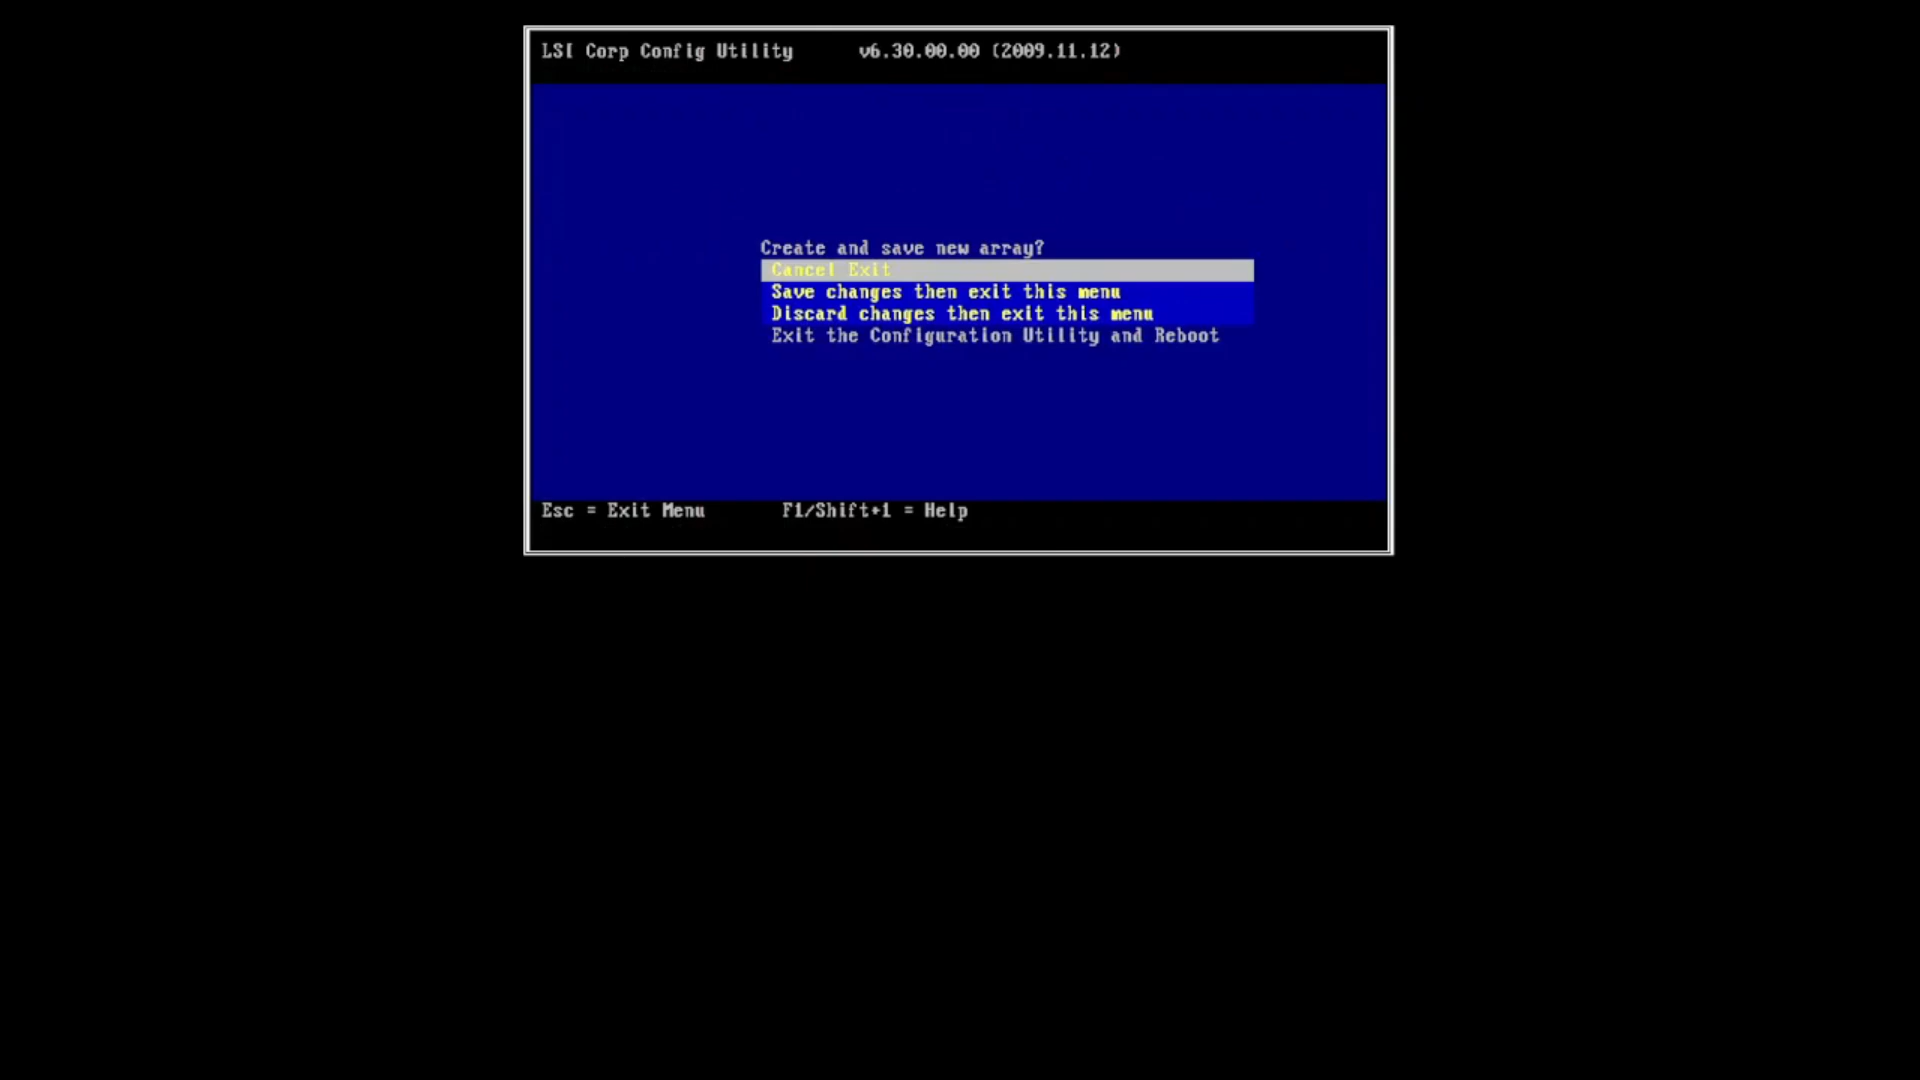 LSI Corp Config Utility v6.30.00.00 (2009.11.12)
Create and save new array?
Cancel Exit
Save changes then exit this menu
Discard changes then exit this menu
Exit the Configuration Utility and Reboot
Esc = Exit Menu F1/Shift+1 = Help